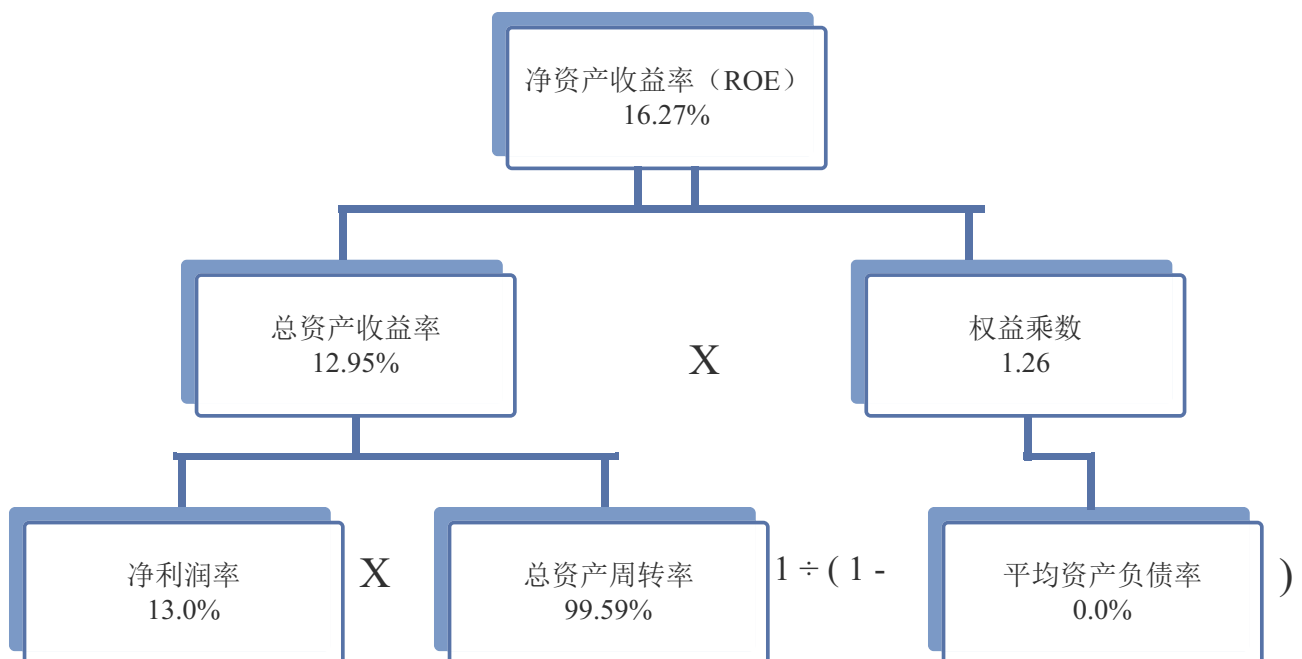 净资产收益率（ROE）
16.27%
总资产收益率
12.95%
X
权益乘数
1.26
净利润率
13.0%
X
总资产周转率
99.59%
1 ÷ ( 1 -
平均资产负债率
0.0%
)